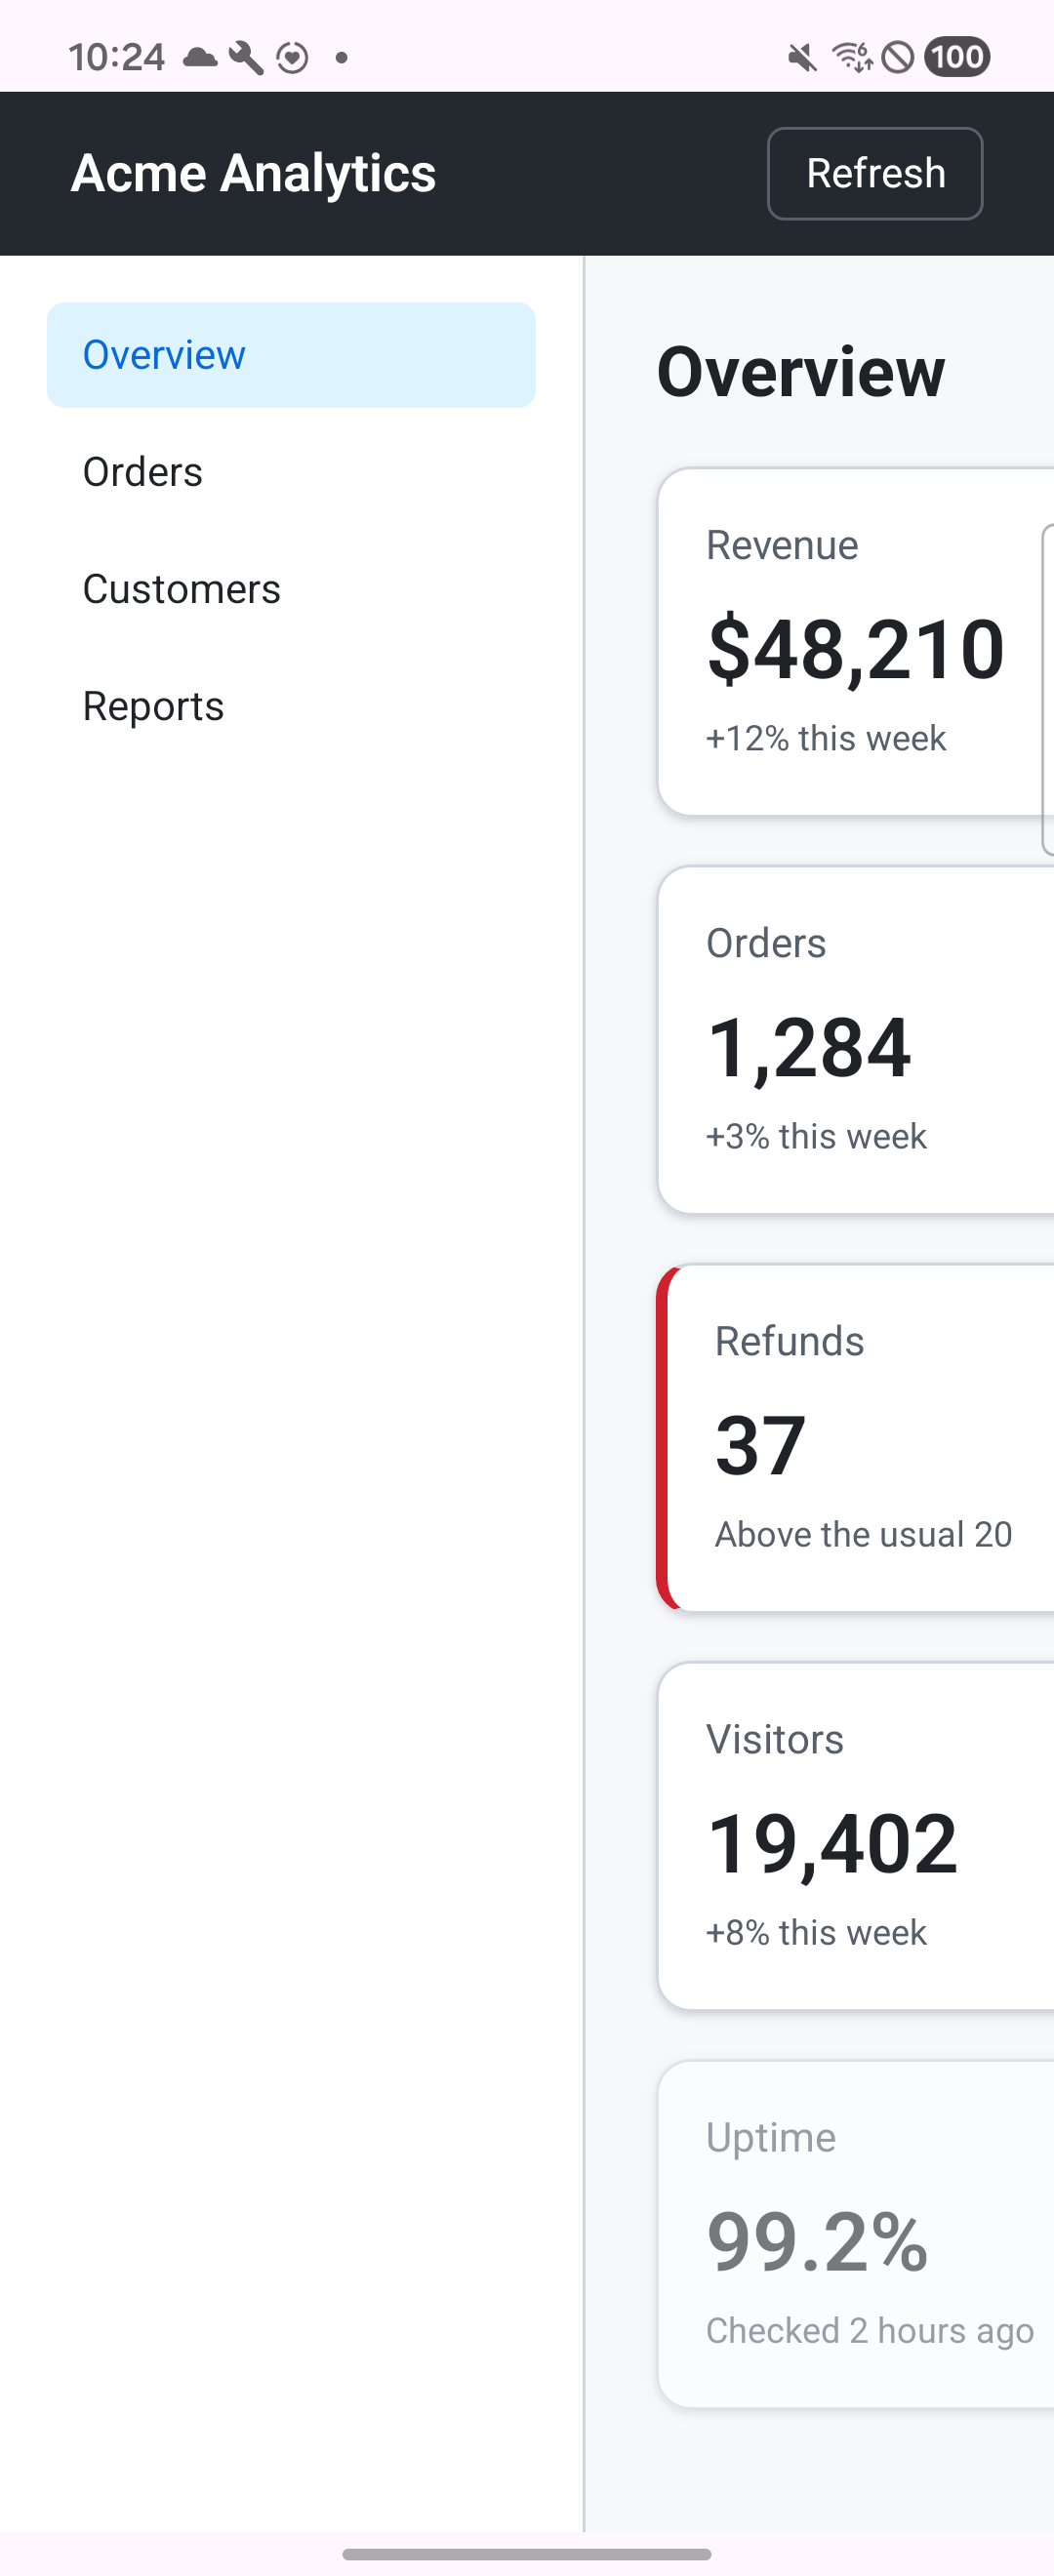 10:24
6
100
Acme Analytics
Refresh
Overview
Orders
Customers
Reports
Overview
Revenue
$48,210
+12% this week
Orders
1,284
+3% this week
Refunds
37
Above the usual 20
Visitors
19,402
+8% this week
Uptime
99.2%
Checked 2 hours ago